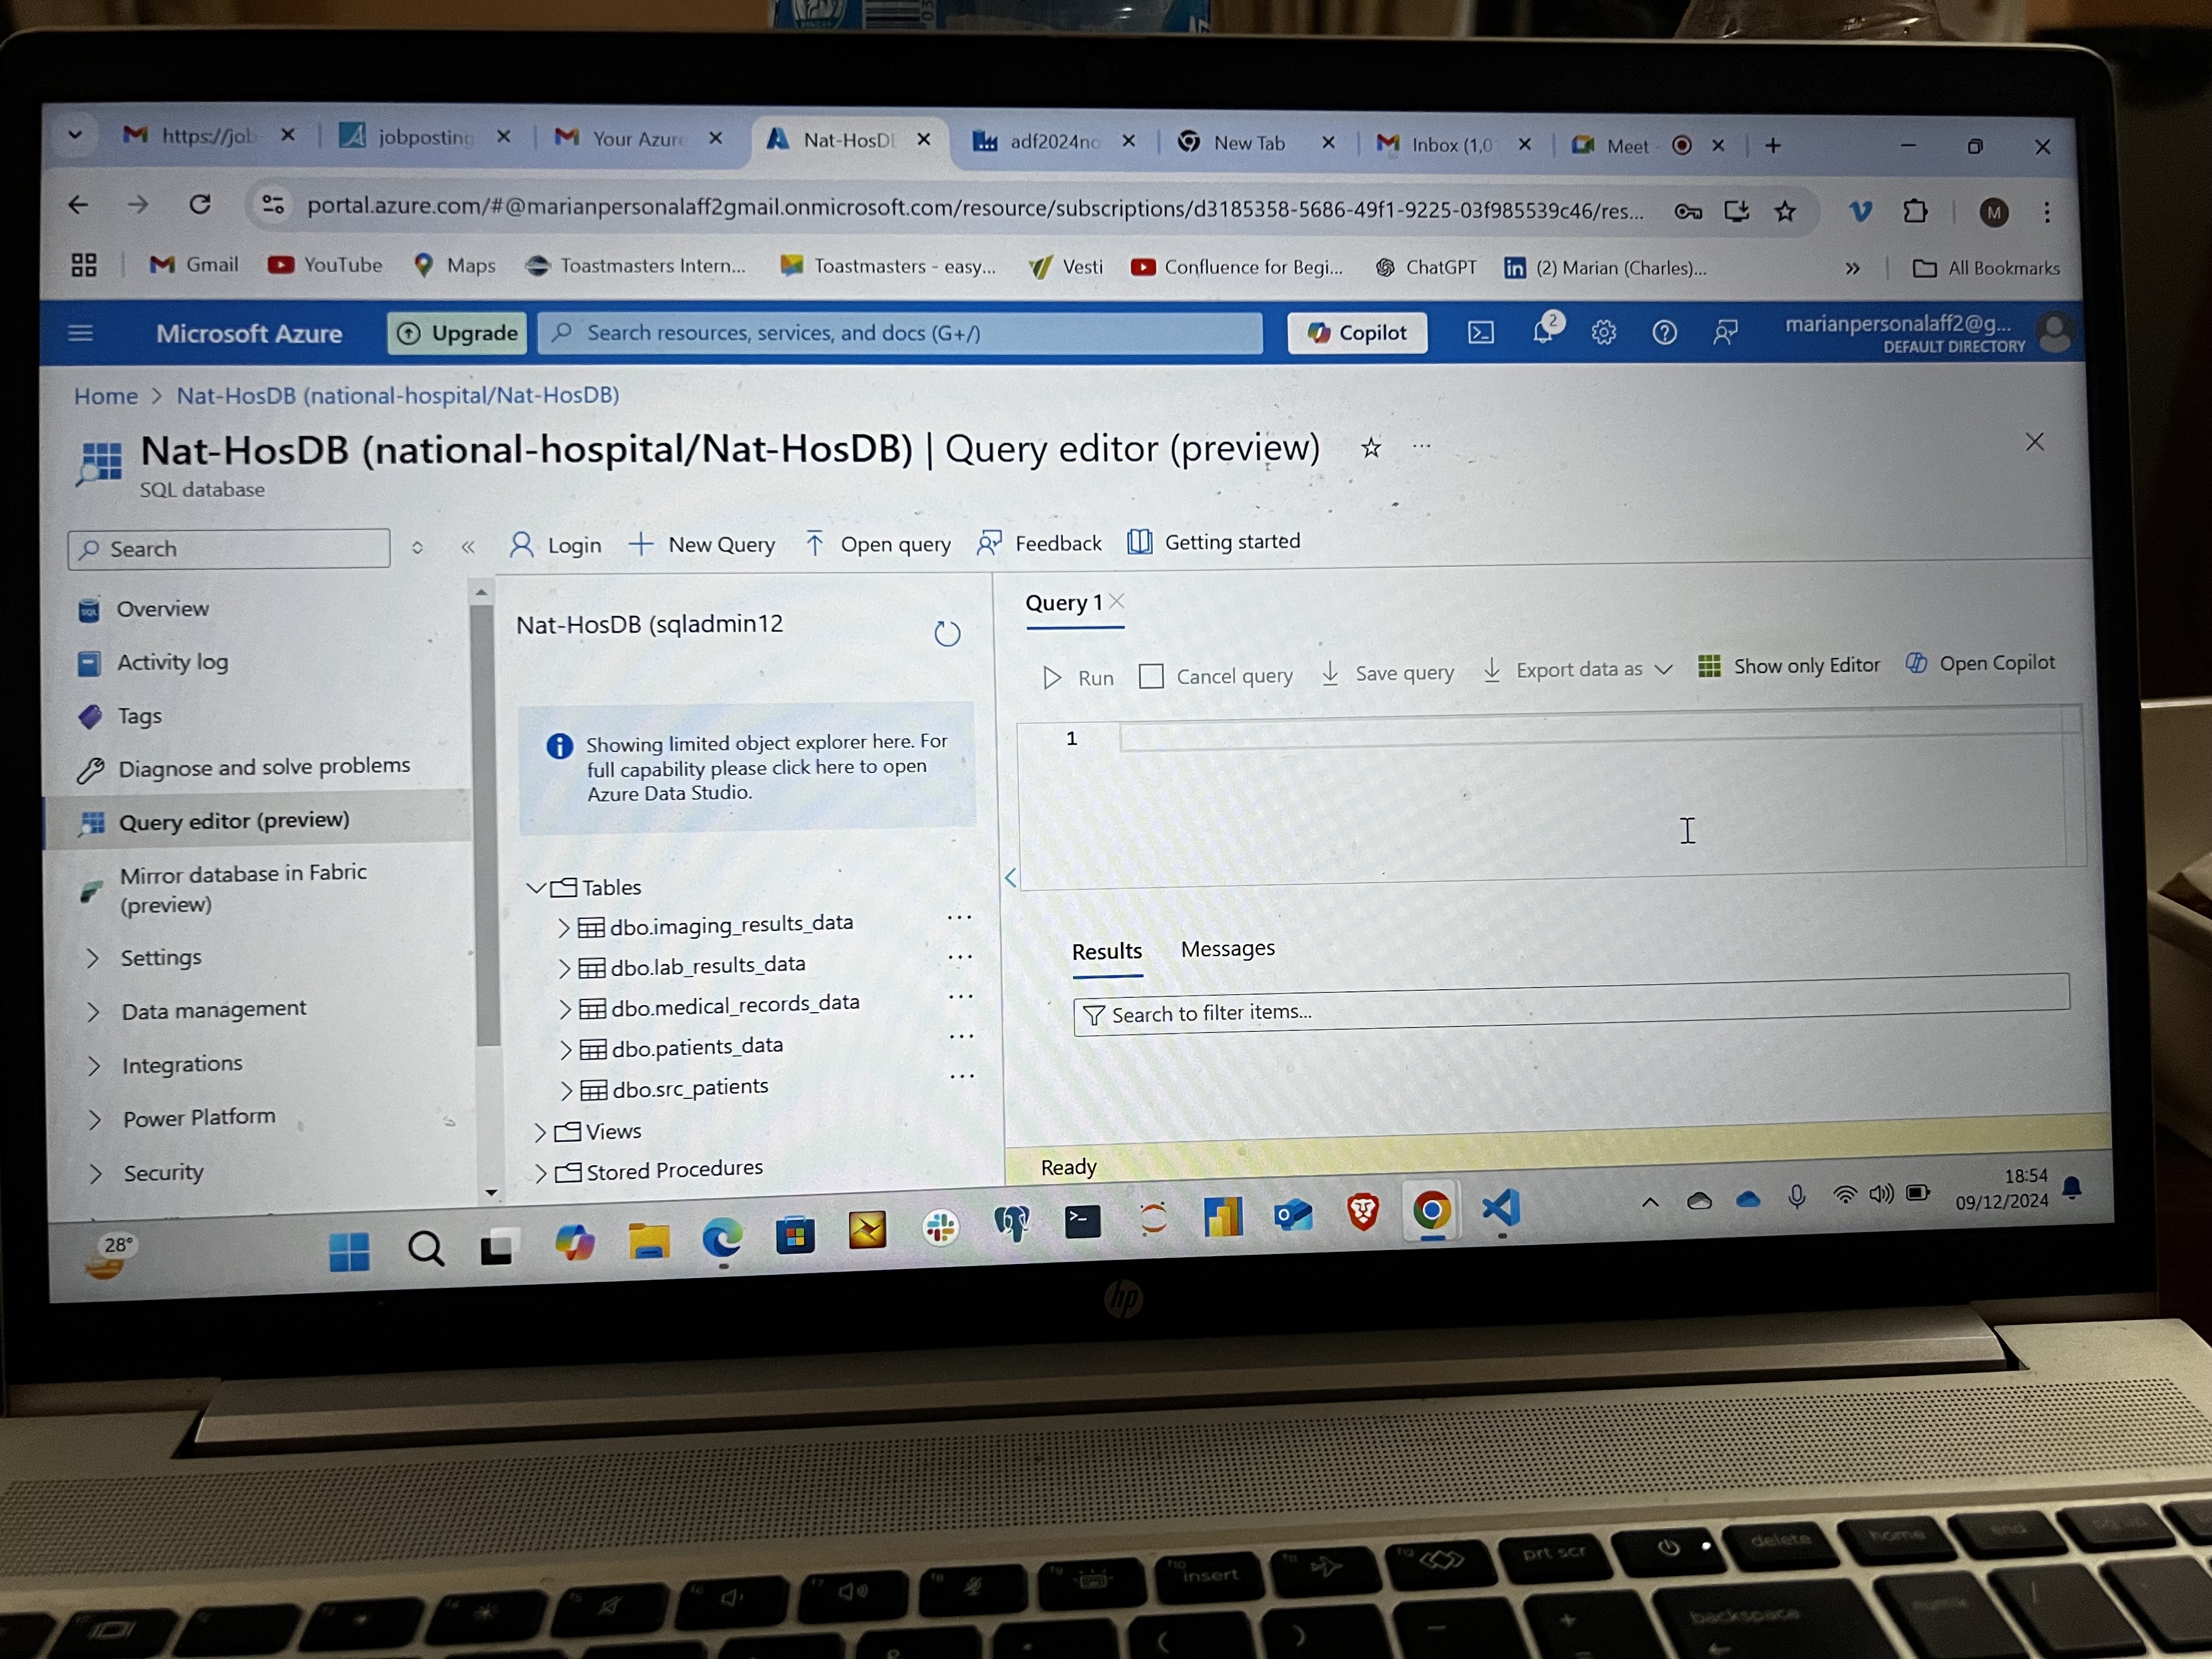 https://job
jobposting
Your Azure
Nat-HosDB
adf2024no
New Tab
Inbox (1,0
Meet
portal.azure.com/#@marianpersonalaff2gmail.onmicrosoft.com/resource/subscriptions/d3185358-5686-49f1-9225-03f985539c46/res...
M
Gmail
YouTube
Maps
Toastmasters Intern...
Toastmasters - easy...
Vesti
Confluence for Begi...
ChatGPT
in (2) Marian (Charles)...
All Bookmarks
Microsoft Azure
Upgrade
Search resources, services, and docs (G+/)
Copilot
2
marianpersonalaff2@g...
DEFAULT DIRECTORY
Home > Nat-HosDB (national-hospital/Nat-HosDB)
Nat-HosDB (national-hospital/Nat-HosDB) | Query editor (preview)
SQL database
Search
Login
New Query
Open query
Feedback
Getting started
Overview
Activity log
Tags
Diagnose and solve problems
Query editor (preview)
Mirror database in Fabric
(preview)
Settings
Data management
Integrations
Power Platform
Security
Nat-HosDB (sqladmin12
Showing limited object explorer here. For
full capability please click here to open
Azure Data Studio.
Tables
dbo.imaging_results_data
dbo.lab_results_data
dbo.medical_records_data
dbo.patients_data
dbo.src_patients
Views
Stored Procedures
Query 1
Run
Cancel query
Save query
Export data as
Show only Editor
Open Copilot
1
Results
Messages
Search to filter items...
Ready
28°
18:54
09/12/2024
hp
insert
prt scr
delete
home
end
backspace